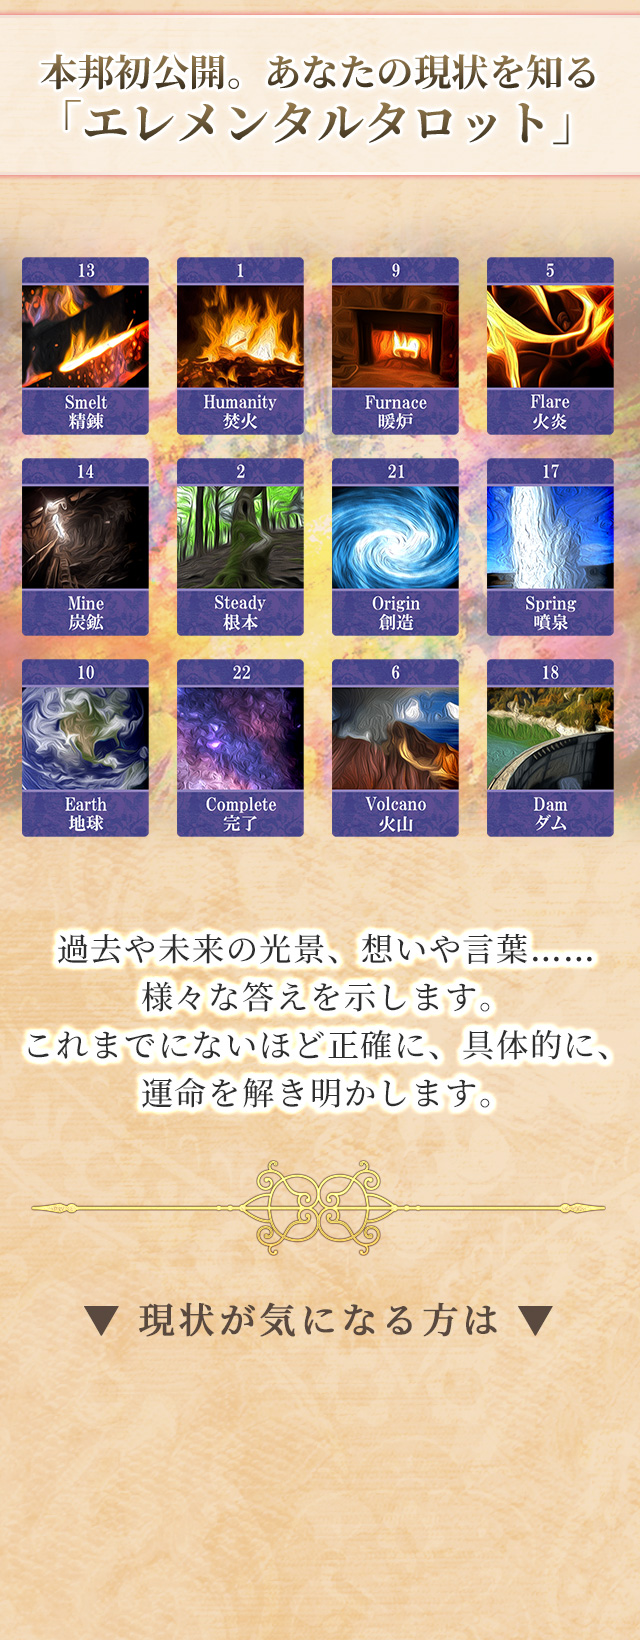 本邦初公開。あなたの現状を知る
「エレメンタルタロット」
13
Smelt
精錬
1
Humanity
焚火
9
Furnace
暖炉
5
Flare
火炎
14
Mine
炭鉱
2
Steady
根本
21
Origin
創造
17
Spring
噴泉
10
Earth
地球
22
Complete
完了
6
Volcano
火山
18
Dam
ダム
過去や未来の光景、想いや言葉……
様々な答えを示します。
これまでにないほど正確に、具体的に、
運命を解き明かします。
▼ 現状が気になる方は ▼